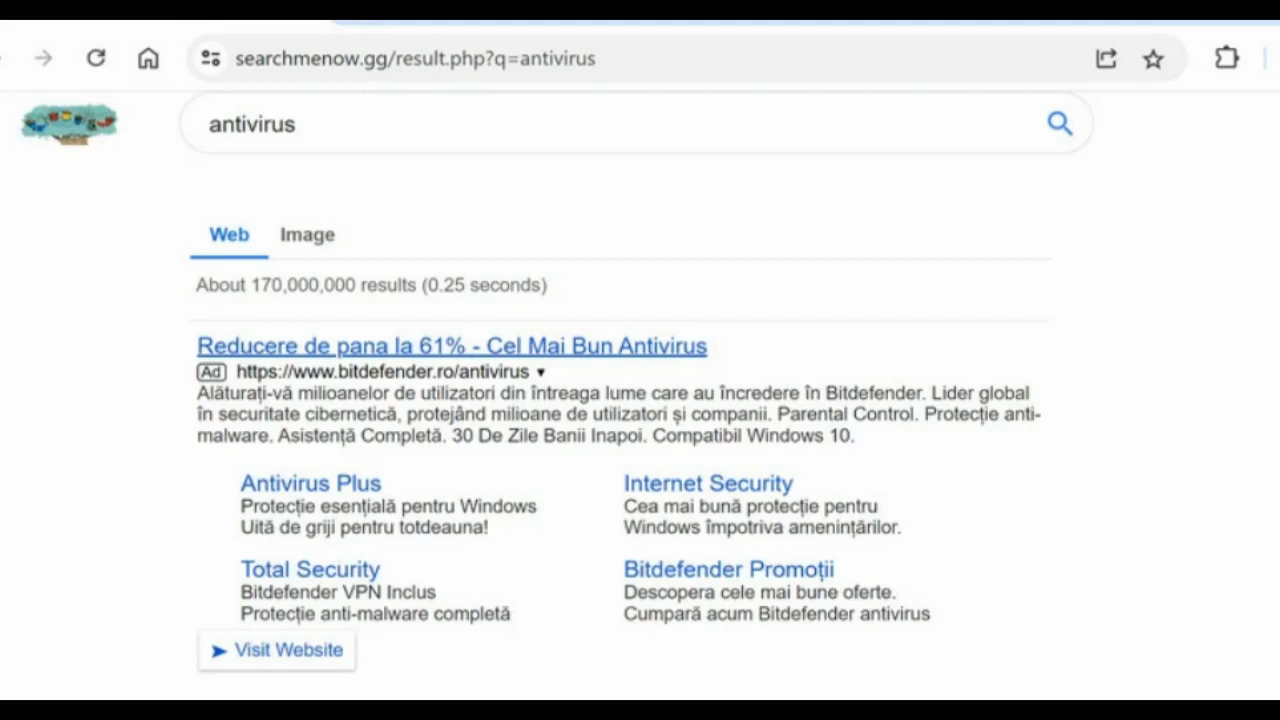 searchmenow.gg/result.php?q=antivirus
antivirus
Web Image
About 170,000,000 results (0.25 seconds)
Reducere de pana la 61% - Cel Mai Bun Antivirus
Ad https://www.bitdefender.ro/antivirus ▼
Alăturați-vă milioanelor de utilizatori din întreaga lume care au încredere în Bitdefender. Lider global
în securitate cibernetică, protejând milioane de utilizatori și companii. Parental Control. Protecție anti-
malware. Asistență Completă. 30 De Zile Banii Inapoi. Compatibil Windows 10.
Antivirus Plus
Protecție esențială pentru Windows
Uită de griji pentru totdeauna!
Internet Security
Cea mai bună protecție pentru
Windows împotriva amenințărilor.
Total Security
Bitdefender VPN Inclus
Protecție anti-malware completă
Bitdefender Promoții
Descopera cele mai bune oferte.
Cumpară acum Bitdefender antivirus
➤ Visit Website